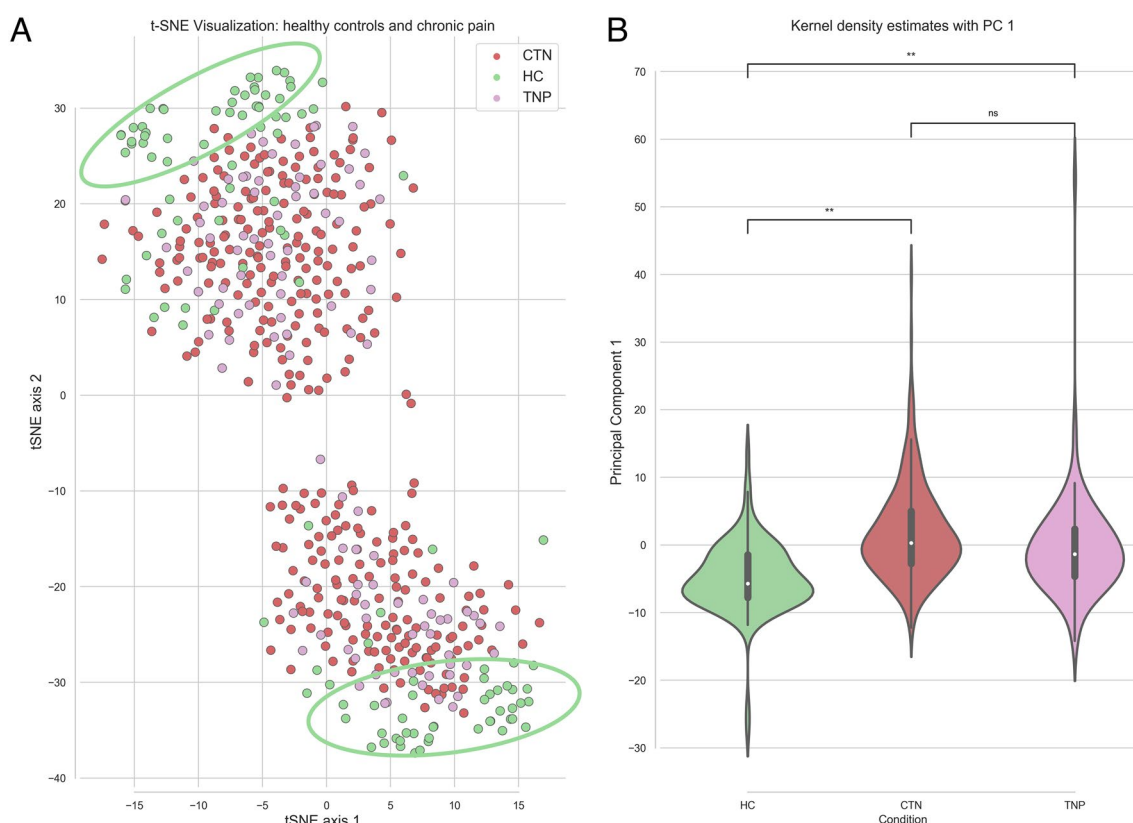 A
t-SNE Visualization: healthy controls and chronic pain
CTN
HC
TNP
30
20
10
0
−10
−20
−30
−40
tSNE axis 2
−15
−10
−5
0
5
10
15
tSNE axis 1
B
Kernel density estimates with PC 1
**
ns
**
70
60
50
40
30
20
10
0
−10
−20
−30
Principal Component 1
HC
CTN
TNP
Condition